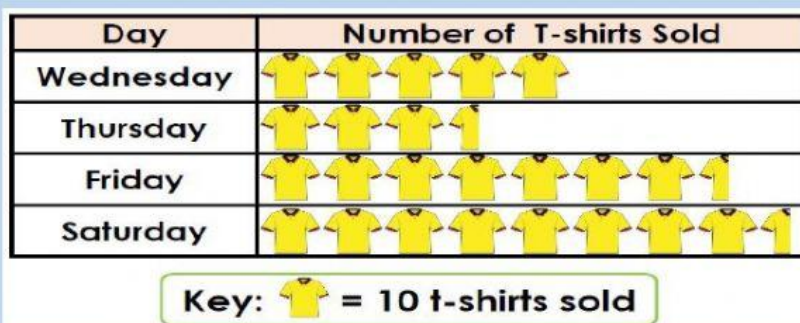 Day Number of T-shirts Sold
Wednesday
Thursday
Friday
Saturday
Key: = 10 t-shirts sold